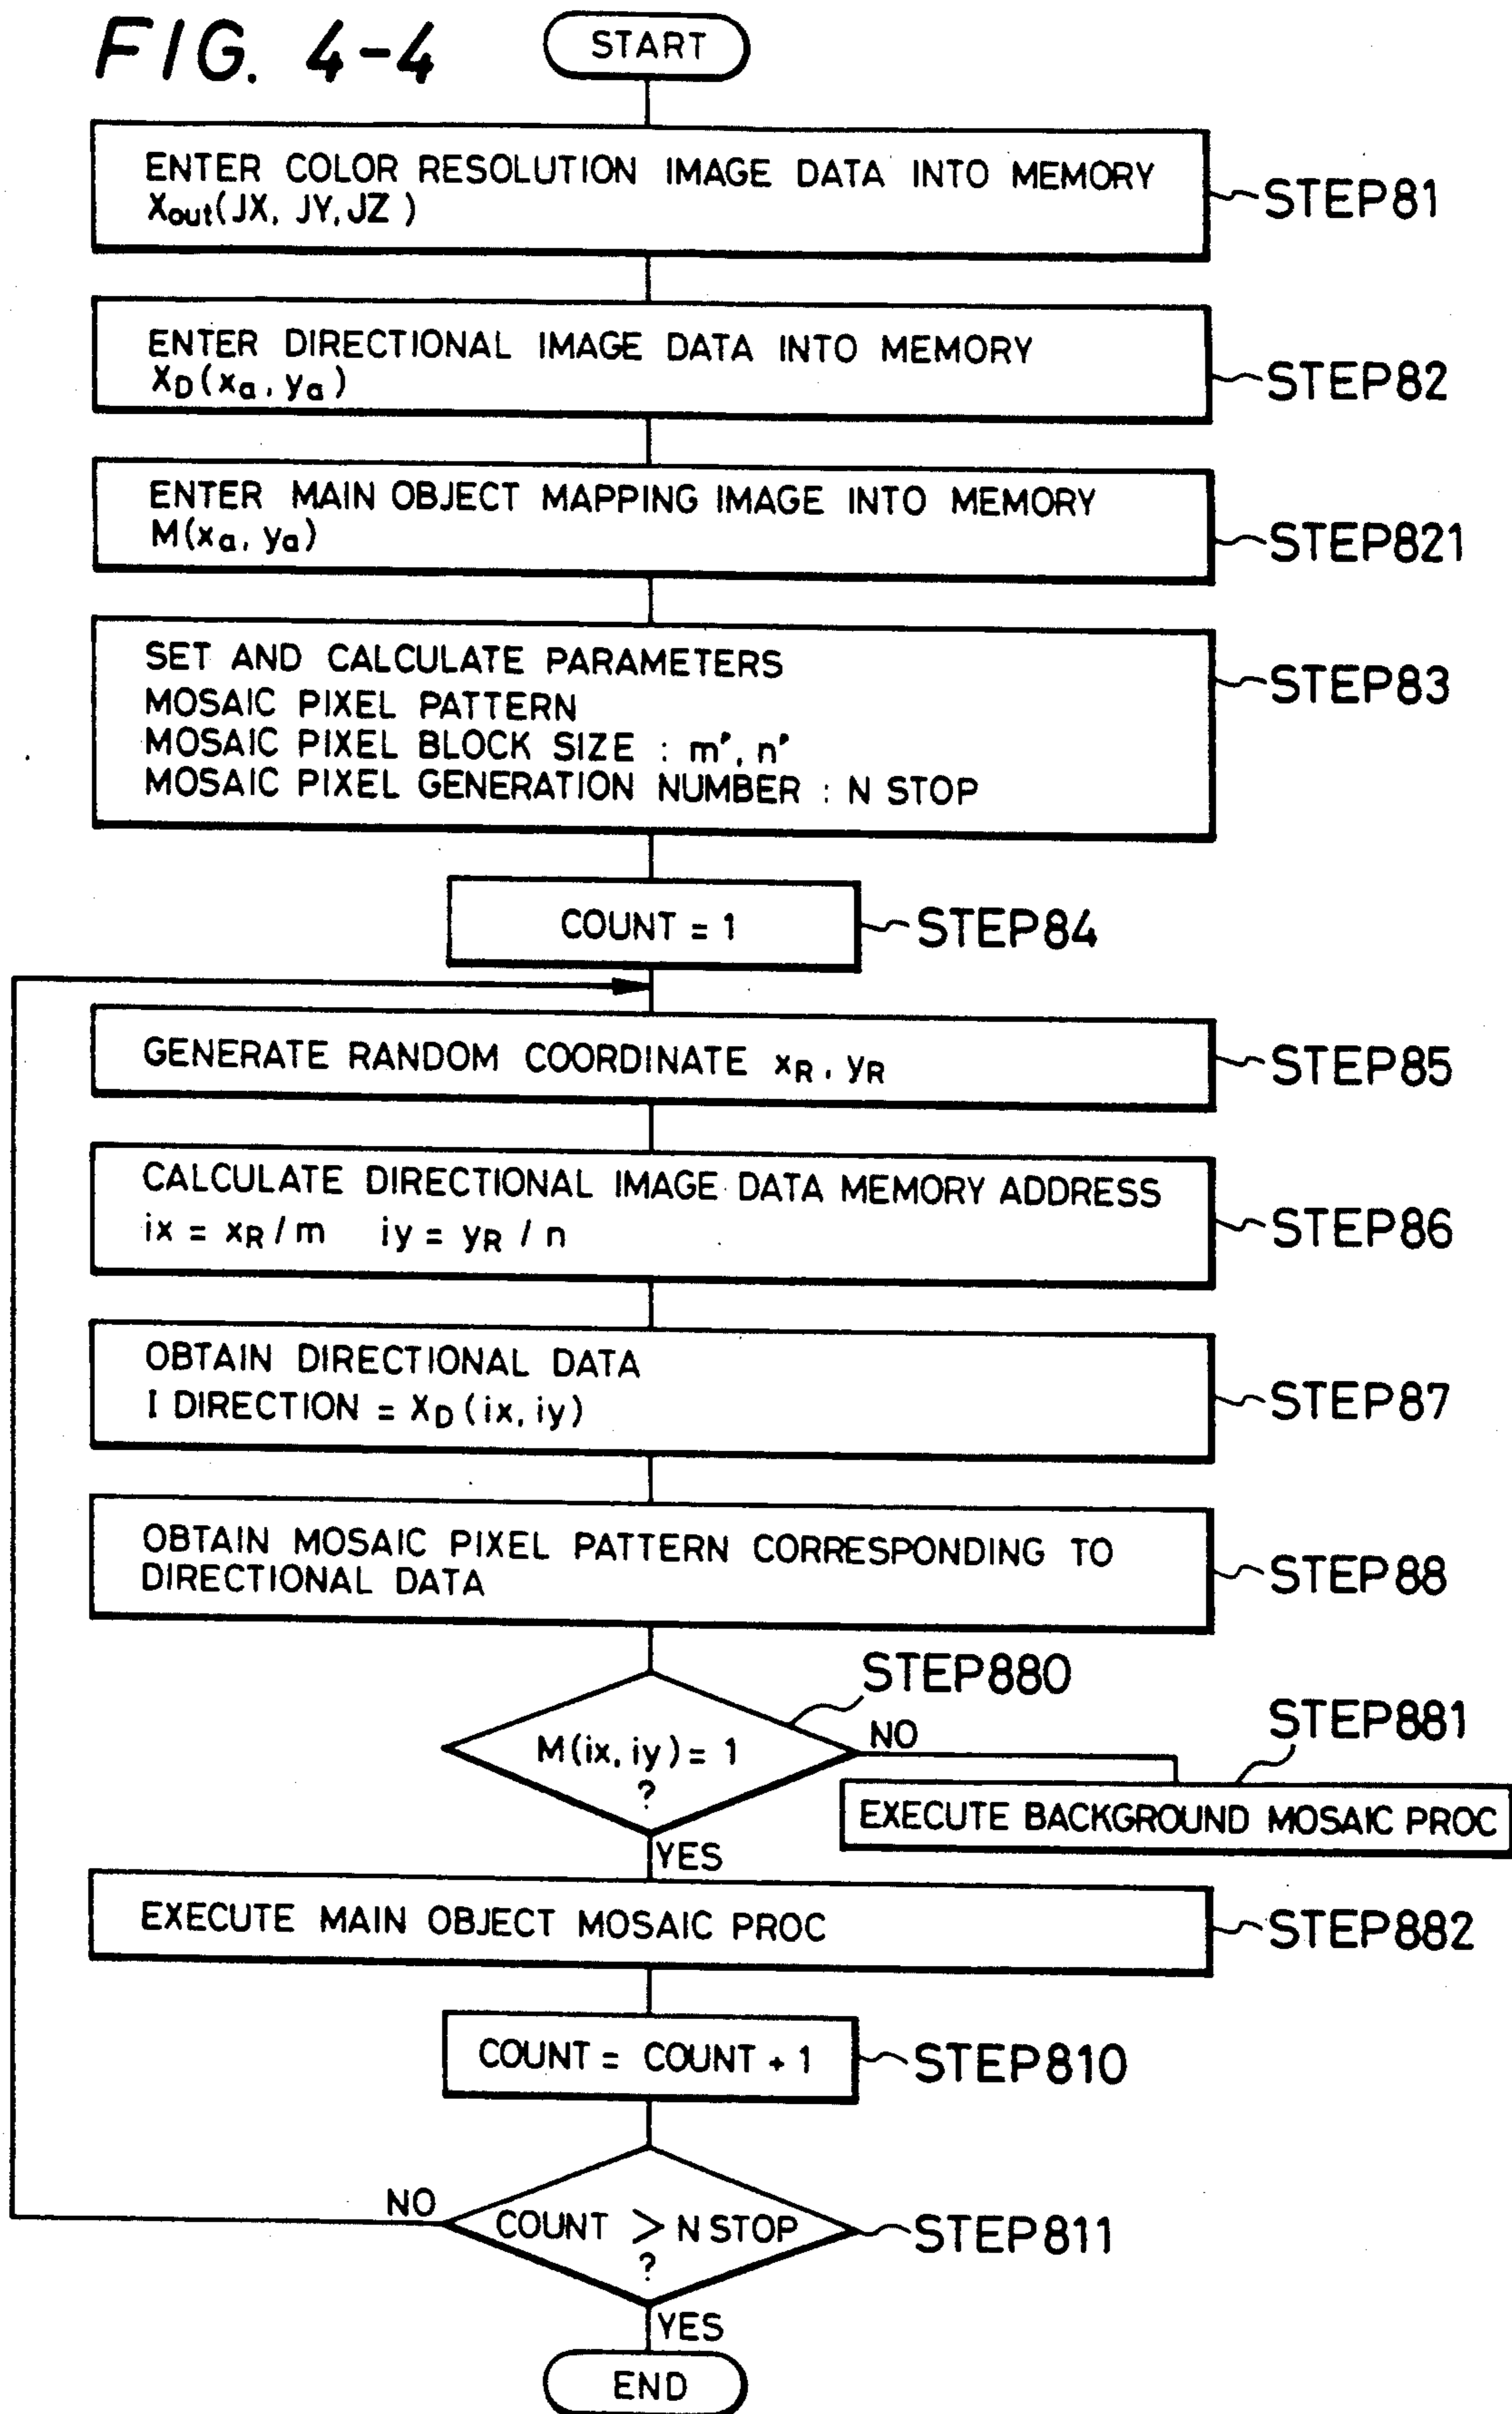 FIG. 4-4
START
ENTER COLOR RESOLUTION IMAGE DATA INTO MEMORY
Xout(JX, JY, JZ)
STEP81
ENTER DIRECTIONAL IMAGE DATA INTO MEMORY
XD(xa, ya)
STEP82
ENTER MAIN OBJECT MAPPING IMAGE INTO MEMORY
M(xa, ya)
STEP821
SET AND CALCULATE PARAMETERS
MOSAIC PIXEL PATTERN
MOSAIC PIXEL BLOCK SIZE : m', n'
MOSAIC PIXEL GENERATION NUMBER : N STOP
STEP83
COUNT = 1
STEP84
GENERATE RANDOM COORDINATE xR, yR
STEP85
CALCULATE DIRECTIONAL IMAGE DATA MEMORY ADDRESS
ix = xR / m iy = yR / n
STEP86
OBTAIN DIRECTIONAL DATA
I DIRECTION = XD(ix, iy)
STEP87
OBTAIN MOSAIC PIXEL PATTERN CORRESPONDING TO
DIRECTIONAL DATA
STEP88
STEP880
M(ix, iy) = 1
?
NO
STEP881
EXECUTE BACKGROUND MOSAIC PROC
YES
EXECUTE MAIN OBJECT MOSAIC PROC
STEP882
COUNT = COUNT + 1
STEP810
NO
COUNT > N STOP
?
STEP811
YES
END